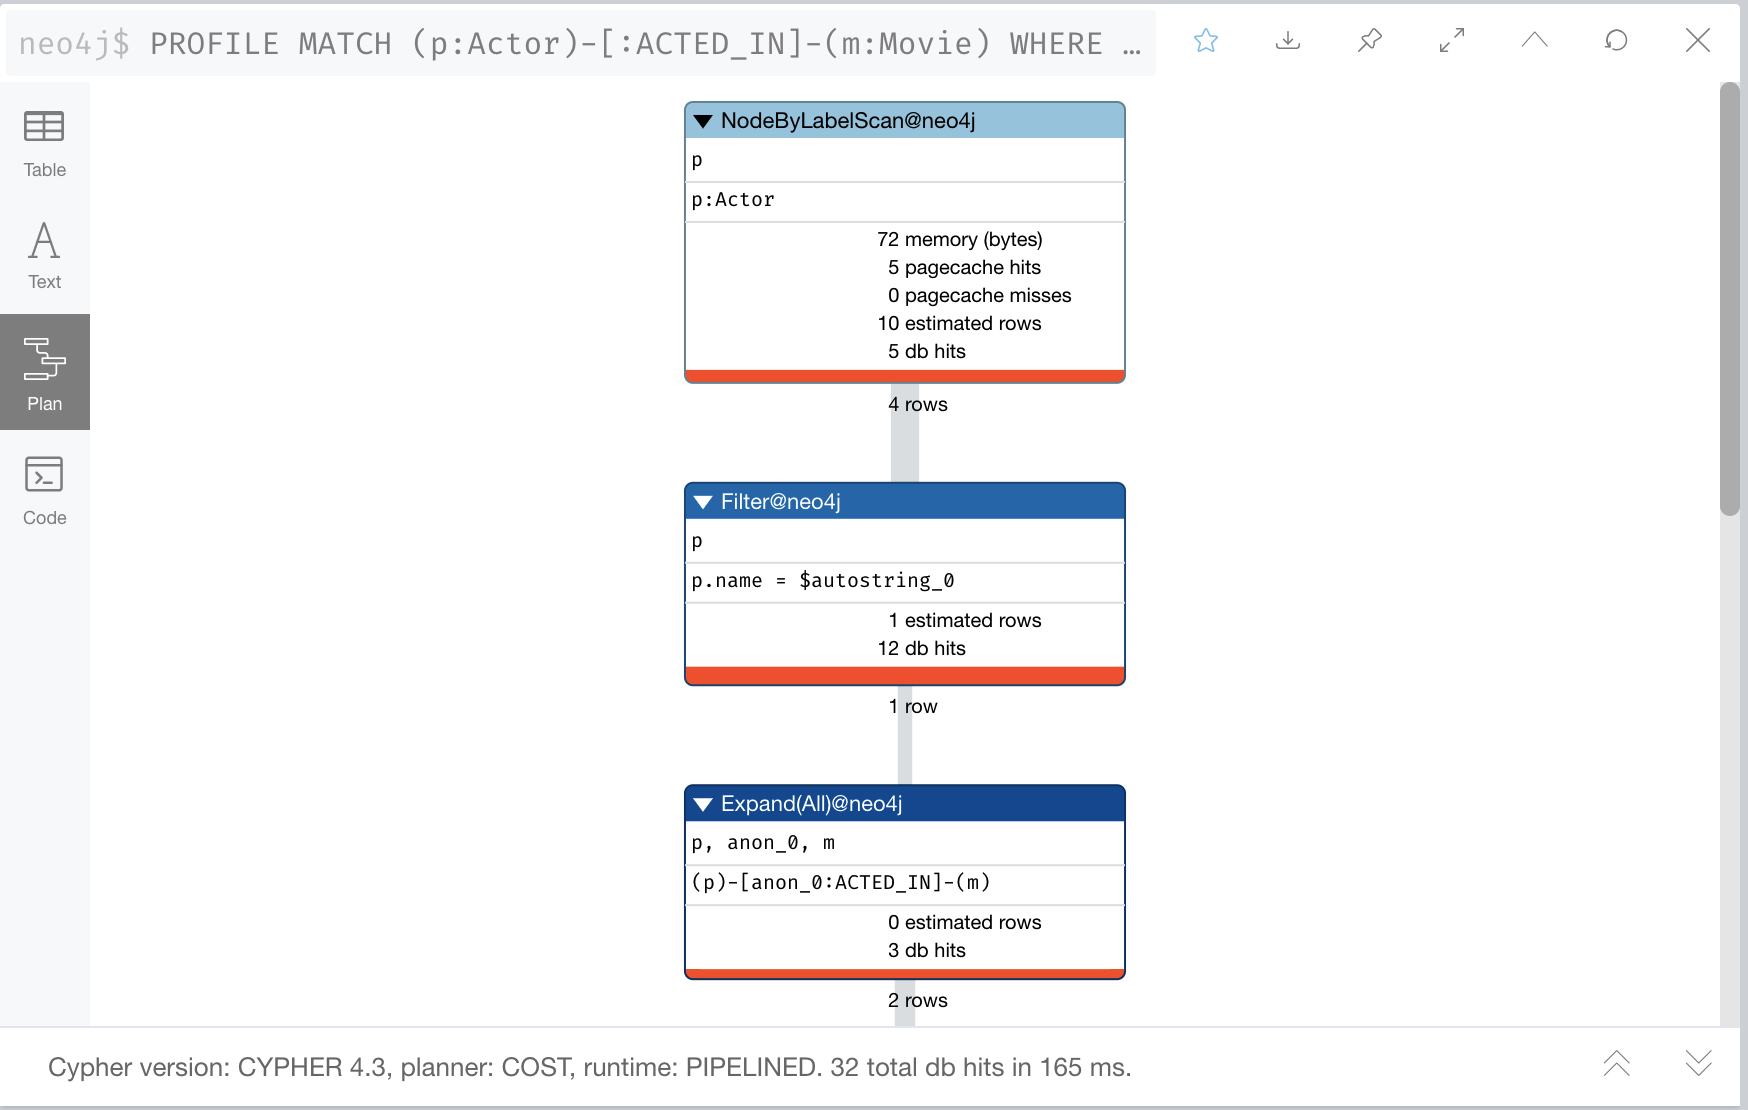 neo4j$ PROFILE MATCH (p:Actor)-[:ACTED_IN]-(m:Movie) WHERE …
Table
Text
Plan
Code
NodeByLabelScan@neo4j
p
p:Actor
72 memory (bytes)
5 pagecache hits
0 pagecache misses
10 estimated rows
5 db hits
4 rows
Filter@neo4j
p
p.name = $autostring_0
1 estimated rows
12 db hits
1 row
Expand(All)@neo4j
p, anon_0, m
(p)-[anon_0:ACTED_IN]-(m)
0 estimated rows
3 db hits
2 rows
Cypher version: CYPHER 4.3, planner: COST, runtime: PIPELINED. 32 total db hits in 165 ms.